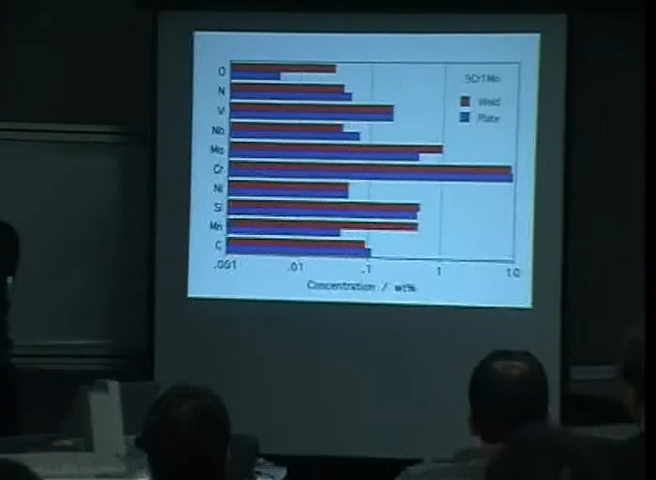 9Cr1Mo
Weld
Plate
O
N
V
Nb
Mo
Cr
Ni
Si
Mn
C
.001 .01 .1 1 10
Concentration / wt%